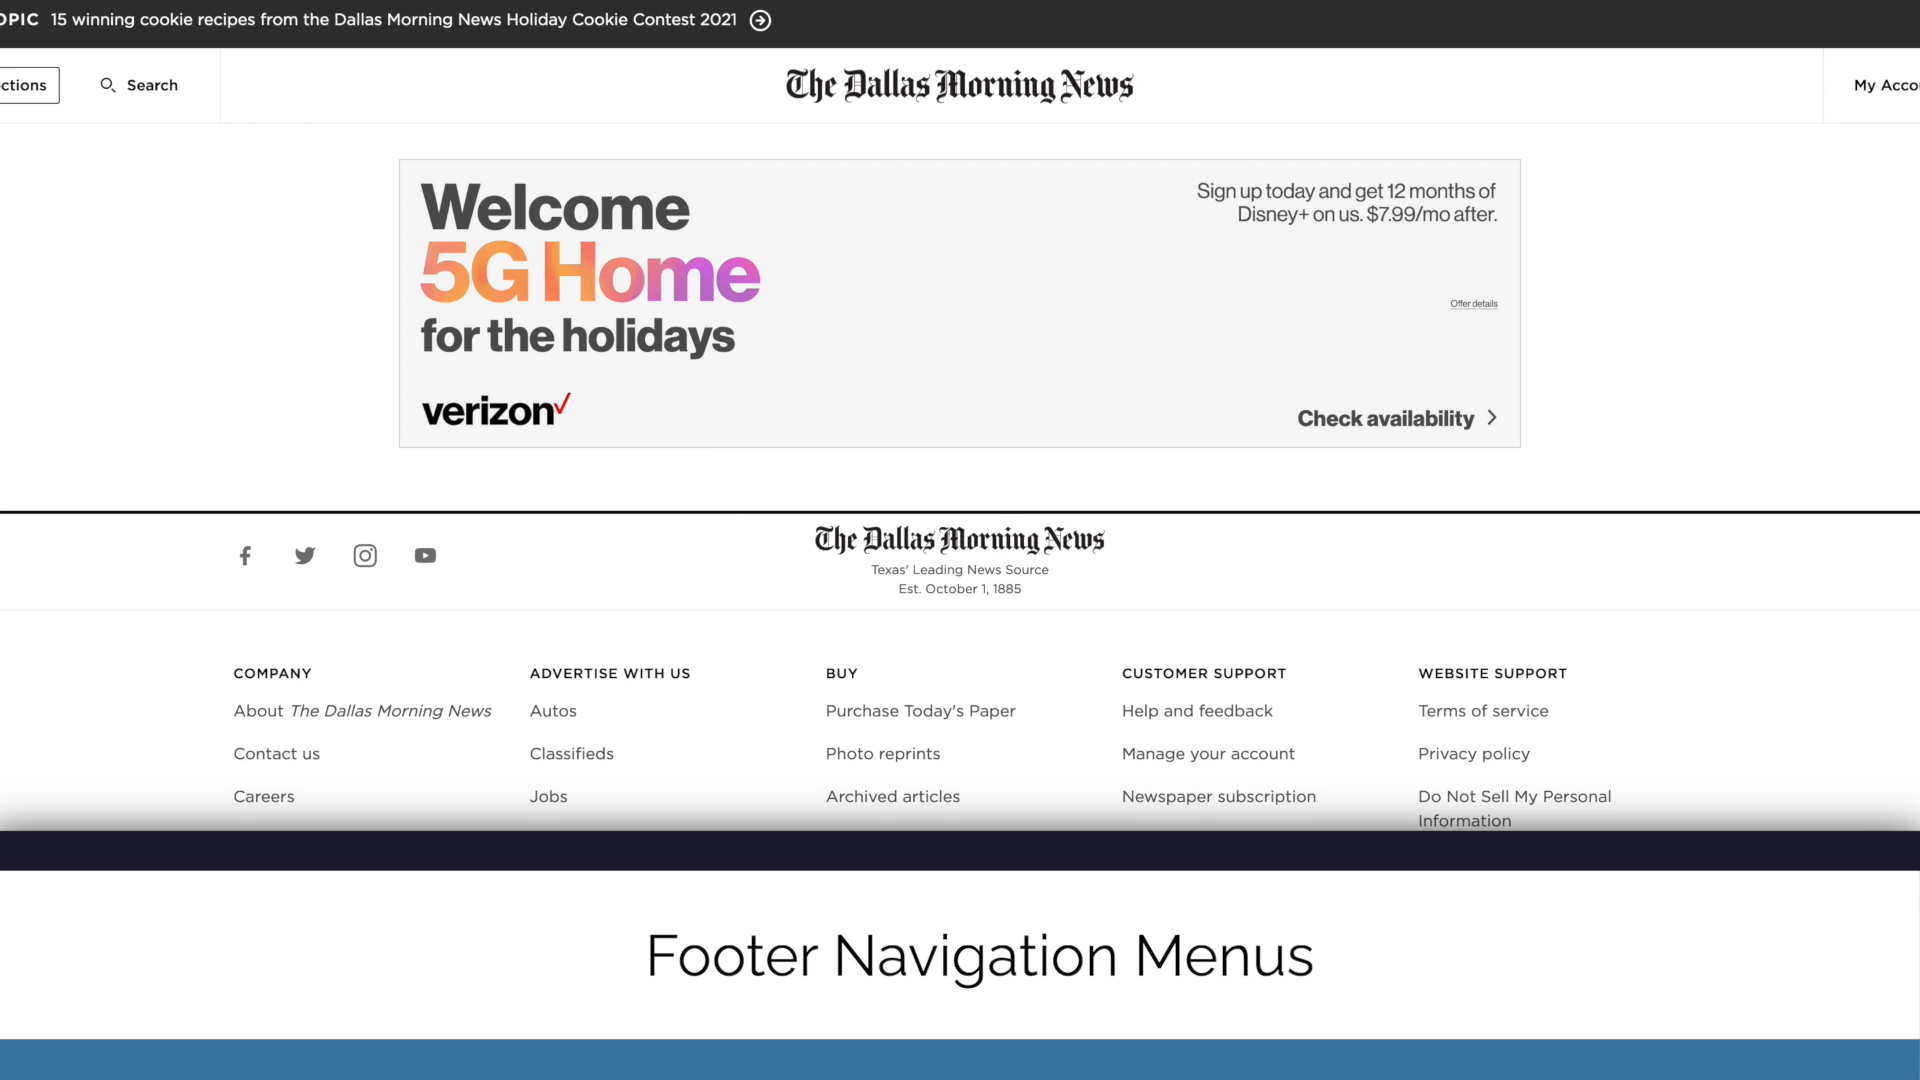 OPIC 15 winning cookie recipes from the Dallas Morning News Holiday Cookie Contest 2021
ctions
Search
The Dallas Morning News
My Acco
Welcome
5G Home
for the holidays
verizon
Sign up today and get 12 months of
Disney+ on us. $7.99/mo after.
Offer details
Check availability
The Dallas Morning News
Texas' Leading News Source
Est. October 1, 1885
COMPANY
About The Dallas Morning News
Contact us
Careers
ADVERTISE WITH US
Autos
Classifieds
Jobs
BUY
Purchase Today's Paper
Photo reprints
Archived articles
CUSTOMER SUPPORT
Help and feedback
Manage your account
Newspaper subscription
WEBSITE SUPPORT
Terms of service
Privacy policy
Do Not Sell My Personal
Information
Footer Navigation Menus